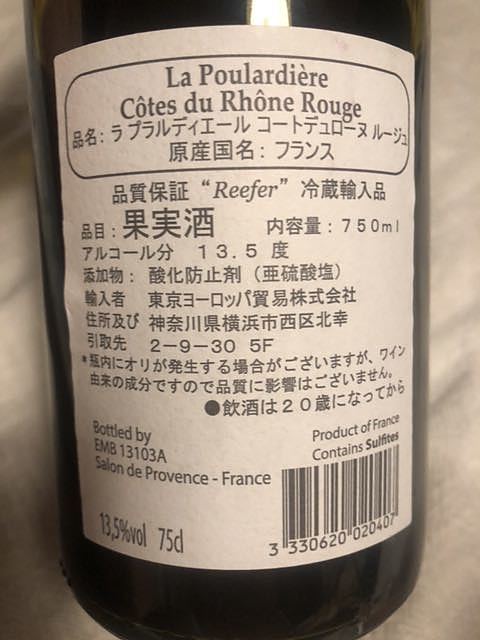 La Poulardière
Côtes du Rhône Rouge
品名: ラ プラルディエール コートデュローヌ ルージュ
原産国名: フランス
品質保証 “Reefer” 冷蔵輸入品
品目: 果実酒 内容量: 750ml
アルコール分 13.5 度
添加物: 酸化防止剤 (亜硫酸塩)
輸入者 東京ヨーロッパ貿易株式会社
住所及び 神奈川県横浜市西区北幸
引取先 2-9-30 5F
*瓶内にオリが発生する場合がございますが、ワイン
由来の成分ですので品質に影響はございません。
●飲酒は20歳になってから
Bottled by
EMB 13103A
Salon de Provence - France
Product of France
Contains Sulfites
13,5%vol 75cl
3 330620 020407